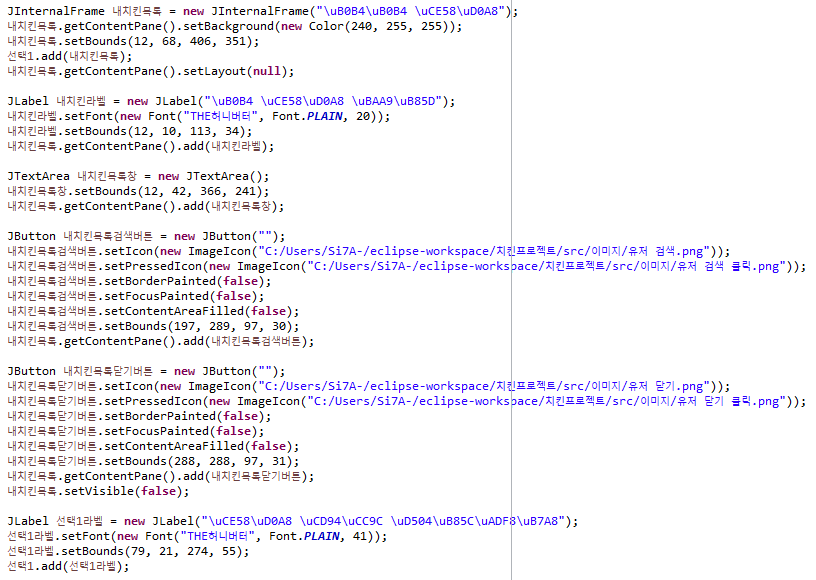 JInternalFrame 내치킨목록 = new JInternalFrame("\uB0B4\uB0B4 \uCE58\uD0A8");
내치킨목록.getContentPane().setBackground(new Color(240, 255, 255));
내치킨목록.setBounds(12, 68, 406, 351);
선택1.add(내치킨목록);
내치킨목록.getContentPane().setLayout(null);
JLabel 내치킨라벨 = new JLabel("\uB0B4 \uCE58\uD0A8 \uBAA9\uB85D");
내치킨라벨.setFont(new Font("THE허니버터", Font.PLAIN, 20));
내치킨라벨.setBounds(12, 10, 113, 34);
내치킨목록.getContentPane().add(내치킨라벨);
JTextArea 내치킨목록창 = new JTextArea();
내치킨목록창.setBounds(12, 42, 366, 241);
내치킨목록.getContentPane().add(내치킨목록창);
JButton 내치킨목록검색버튼 = new JButton("");
내치킨목록검색버튼.setIcon(new ImageIcon("C:/Users/Si7A-/eclipse-workspace/치킨프로젝트/src/이미지/유저 검색.png"));
내치킨목록검색버튼.setPressedIcon(new ImageIcon("C:/Users/Si7A-/eclipse-workspace/치킨프로젝트/src/이미지/유저 검색 클릭.png"));
내치킨목록검색버튼.setBorderPainted(false);
내치킨목록검색버튼.setFocusPainted(false);
내치킨목록검색버튼.setContentAreaFilled(false);
내치킨목록검색버튼.setBounds(197, 289, 97, 30);
내치킨목록.getContentPane().add(내치킨목록검색버튼);
JButton 내치킨목록닫기버튼 = new JButton("");
내치킨목록닫기버튼.setIcon(new ImageIcon("C:/Users/Si7A-/eclipse-workspace/치킨프로젝트/src/이미지/유저 닫기.png"));
내치킨목록닫기버튼.setPressedIcon(new ImageIcon("C:/Users/Si7A-/eclipse-workspace/치킨프로젝트/src/이미지/유저 닫기 클릭.png"));
내치킨목록닫기버튼.setBorderPainted(false);
내치킨목록닫기버튼.setFocusPainted(false);
내치킨목록닫기버튼.setContentAreaFilled(false);
내치킨목록닫기버튼.setBounds(288, 288, 97, 31);
내치킨목록.getContentPane().add(내치킨목록닫기버튼);
내치킨목록.setVisible(false);
JLabel 선택1라벨 = new JLabel("\uCE58\uD0A8 \uCD94\uCC9C \uD504\uB85C\uADF8\uB7A8");
선택1라벨.setFont(new Font("THE허니버터", Font.PLAIN, 41));
선택1라벨.setBounds(79, 21, 274, 55);
선택1.add(선택1라벨);